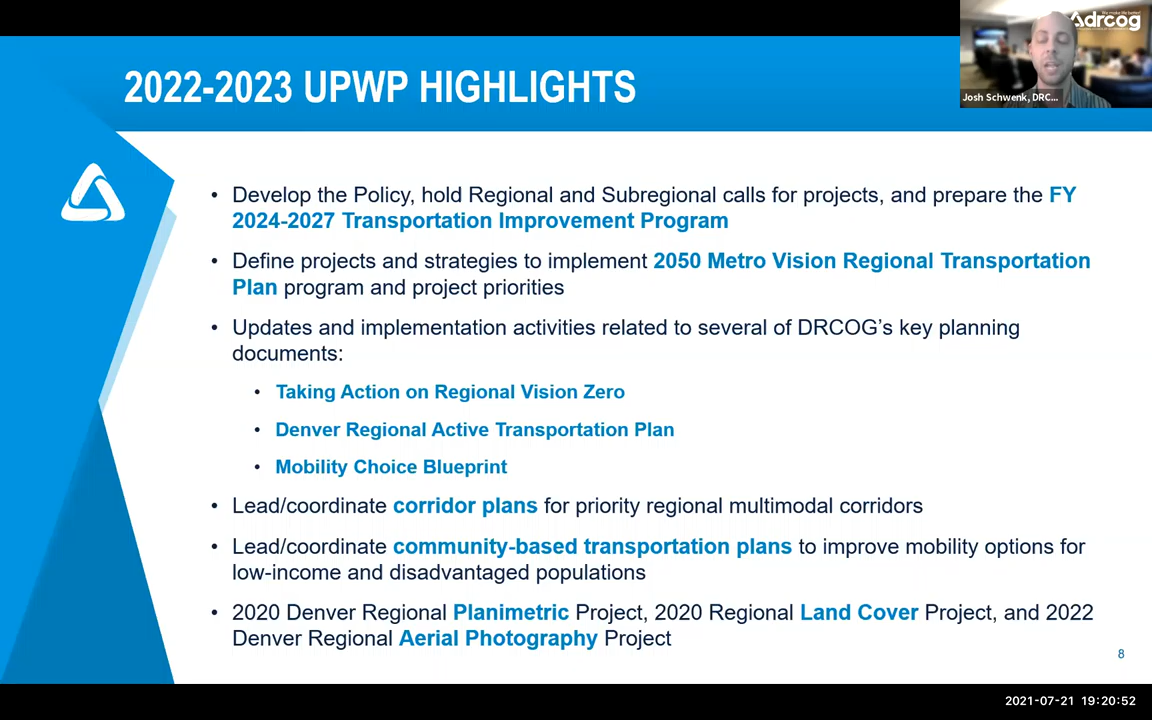 We make life better!
drcog
Josh Schwenk, DRC...
2022-2023 UPWP HIGHLIGHTS
• Develop the Policy, hold Regional and Subregional calls for projects, and prepare the FY
2024-2027 Transportation Improvement Program
• Define projects and strategies to implement 2050 Metro Vision Regional Transportation
Plan program and project priorities
• Updates and implementation activities related to several of DRCOG’s key planning
documents:
• Taking Action on Regional Vision Zero
• Denver Regional Active Transportation Plan
• Mobility Choice Blueprint
• Lead/coordinate corridor plans for priority regional multimodal corridors
• Lead/coordinate community-based transportation plans to improve mobility options for
low-income and disadvantaged populations
• 2020 Denver Regional Planimetric Project, 2020 Regional Land Cover Project, and 2022
Denver Regional Aerial Photography Project
8
2021-07-21 19:20:52